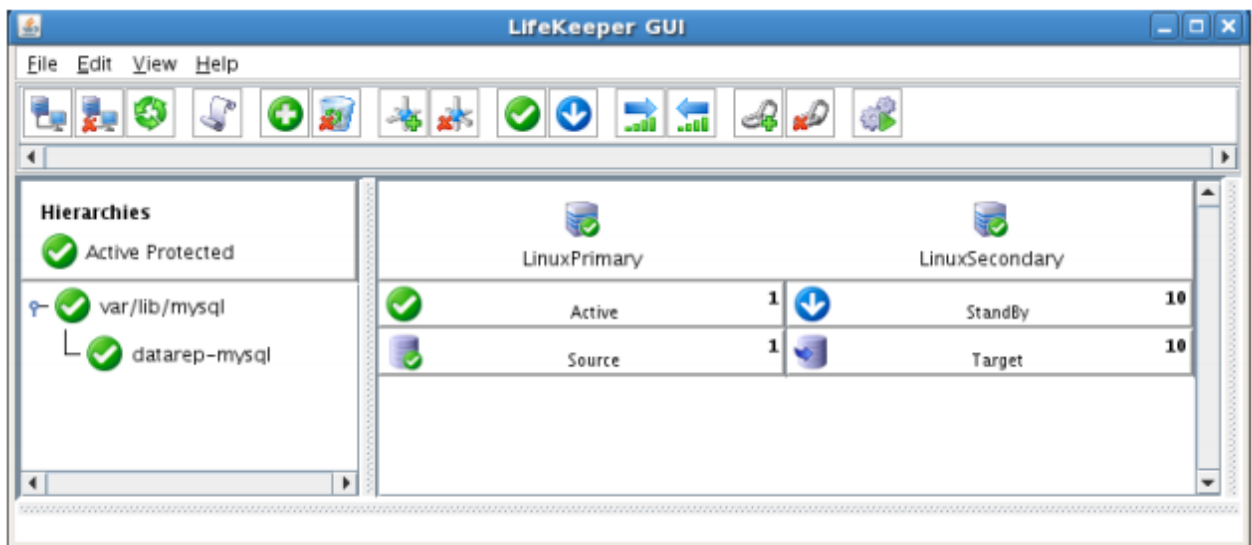 LifeKeeper GUI
File Edit View Help
Hierarchies
Active Protected
LinuxPrimary LinuxSecondary
var/lib/mysql
Active 1 StandBy 10
datarep-mysql
Source 1 Target 10